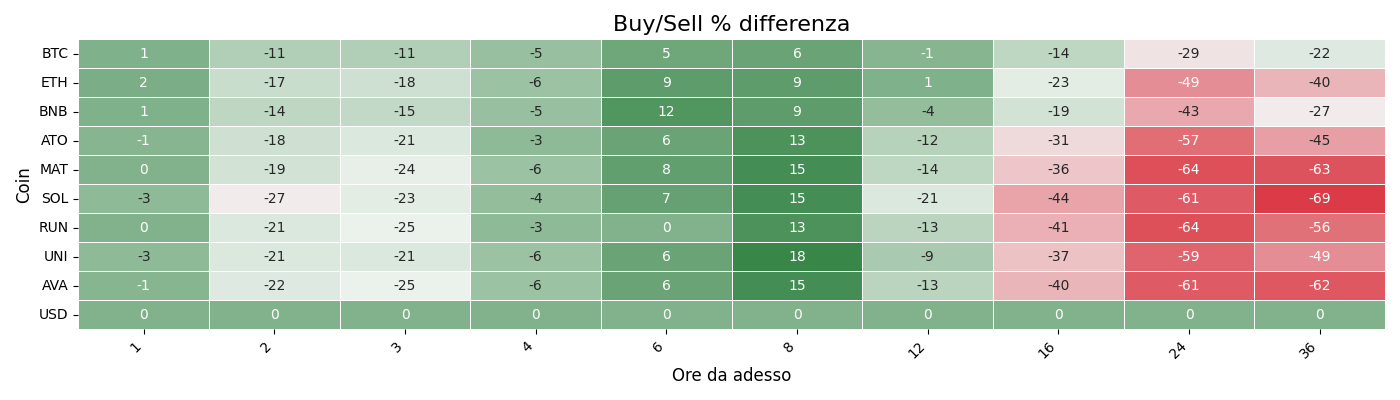 Buy/Sell % differenza
Coin
BTC 1 -11 -11 -5 5 6 -1 -14 -29 -22
ETH 2 -17 -18 -6 9 9 1 -23 -49 -40
BNB 1 -14 -15 -5 12 9 -4 -19 -43 -27
ATO -1 -18 -21 -3 6 13 -12 -31 -57 -45
MAT 0 -19 -24 -6 8 15 -14 -36 -64 -63
SOL -3 -27 -23 -4 7 15 -21 -44 -61 -69
RUN 0 -21 -25 -3 0 13 -13 -41 -64 -56
UNI -3 -21 -21 -6 6 18 -9 -37 -59 -49
AVA -1 -22 -25 -6 6 15 -13 -40 -61 -62
USD 0 0 0 0 0 0 0 0 0 0
1 2 3 4 6 8 12 16 24 36
Ore da adesso